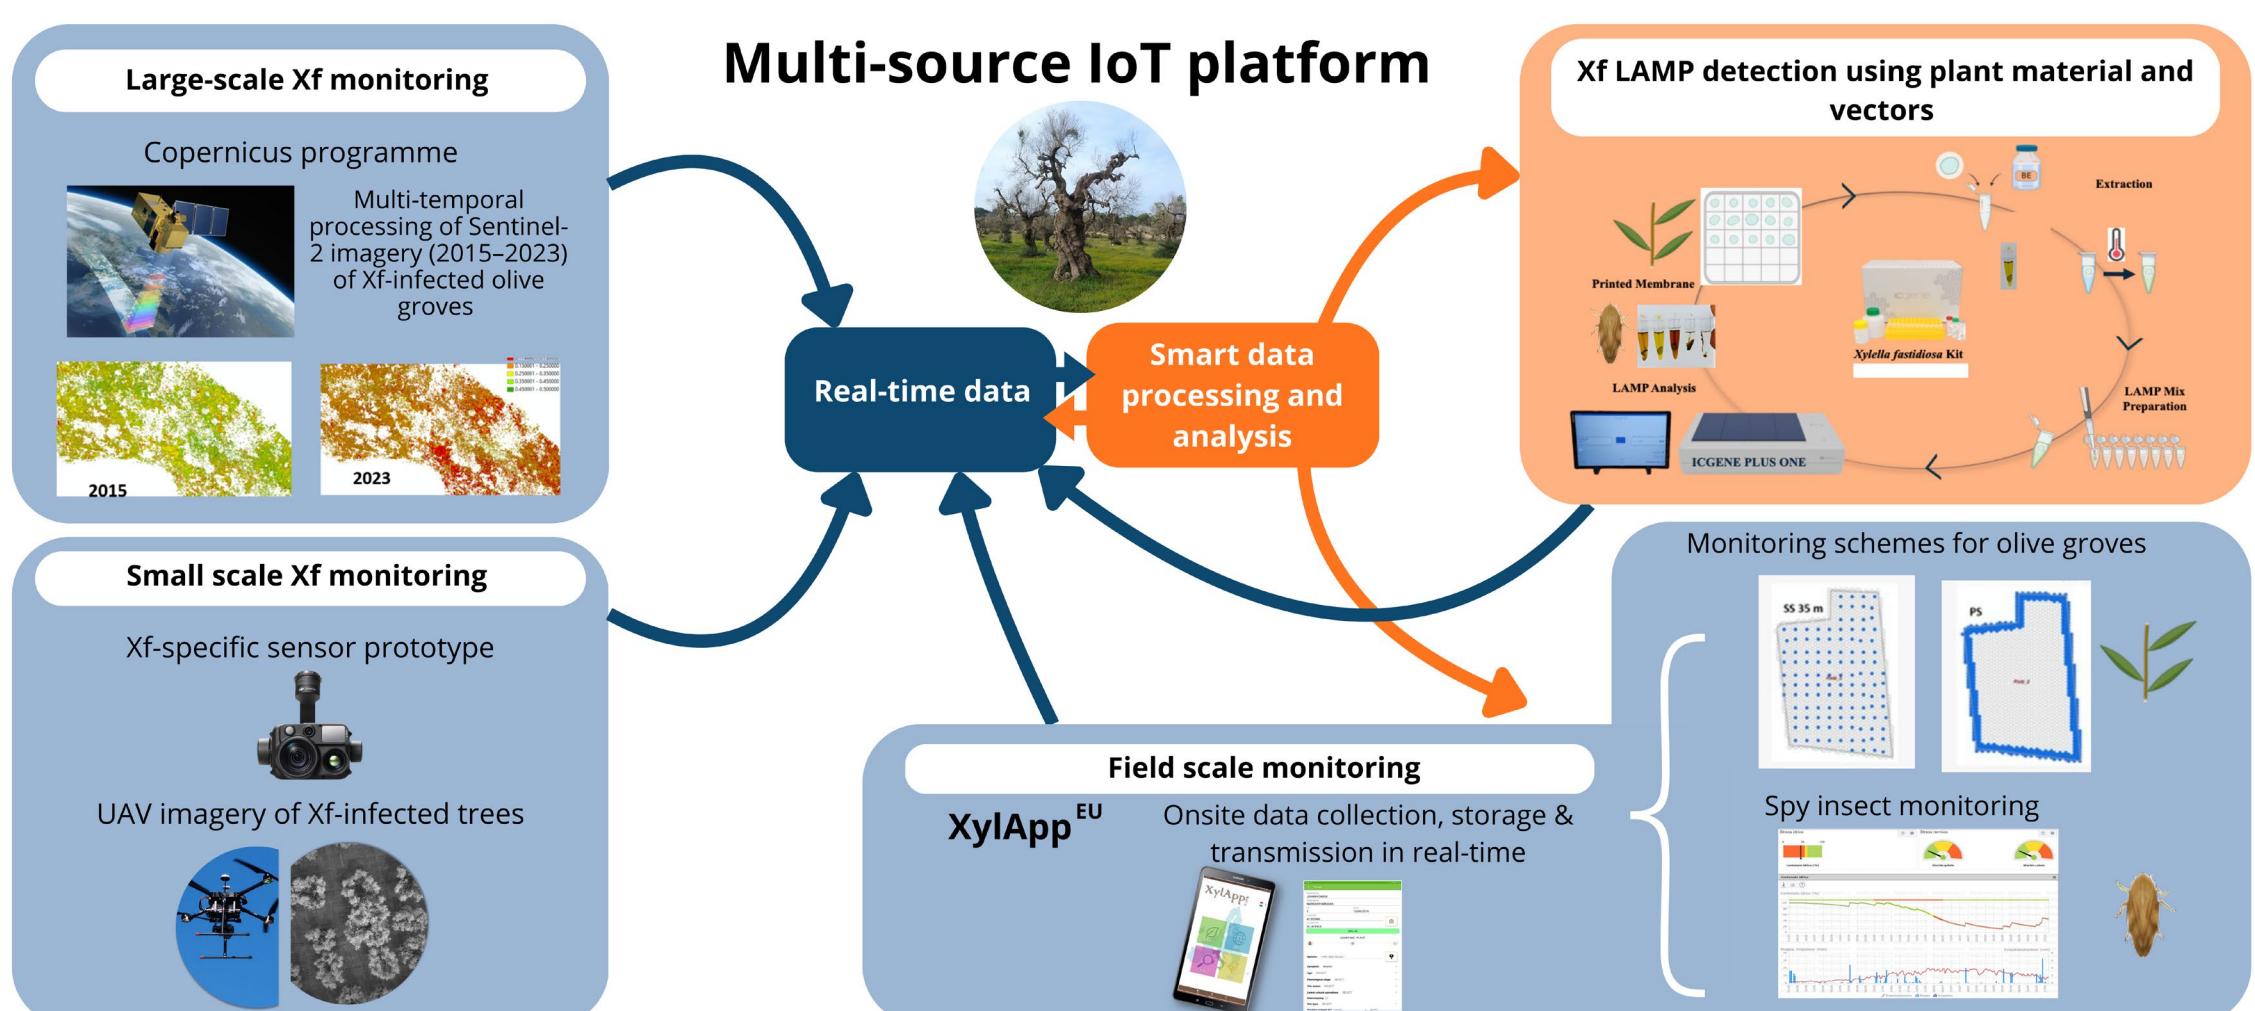 Multi-source IoT platform
Large-scale Xf monitoring
Copernicus programme
Multi-temporal
processing of Sentinel-
2 imagery (2015–2023)
of Xf-infected olive
groves
2015
2023
Small scale Xf monitoring
Xf-specific sensor prototype
UAV imagery of Xf-infected trees
Real-time data
Smart data
processing and
analysis
Xf LAMP detection using plant material and
vectors
BE
Extraction
Printed Membrane
Xylella fastidiosa Kit
LAMP Analysis
LAMP Mix
Preparation
ICGENE PLUS ONE
Field scale monitoring
XylApp EU
Onsite data collection, storage &
transmission in real-time
XylApp
Monitoring schemes for olive groves
SS 35 m
PS
Spy insect monitoring